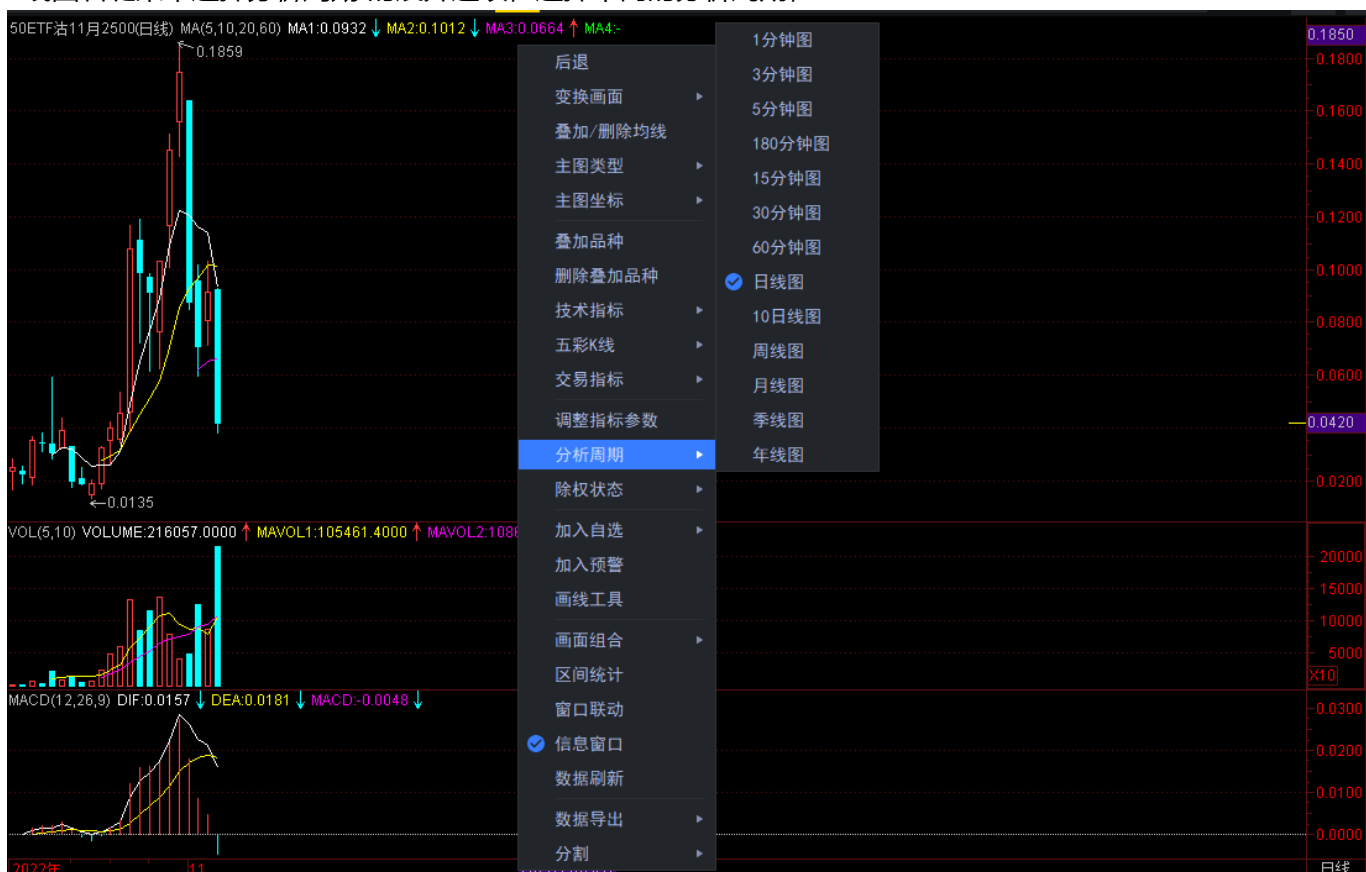 50ETF沽11月2500(日线) MA(5,10,20,60) MA1:0.0932 ↓ MA2:0.1012 ↓ MA3:0.0664 ↑ MA4:-
0.1859
0.0135
后退
变换画面
叠加/删除均线
主图类型
主图坐标
叠加品种
删除叠加品种
技术指标
五彩K线
交易指标
调整指标参数
分析周期
除权状态
加入自选
加入预警
画线工具
画面组合
区间统计
窗口联动
信息窗口
数据刷新
数据导出
分割
1分钟图
3分钟图
5分钟图
180分钟图
15分钟图
30分钟图
60分钟图
日线图
10日线图
周线图
月线图
季线图
年线图
0.1850
0.1800
0.1600
0.1400
0.1200
0.1000
0.0800
0.0600
0.0420
0.0200
VOL(5,10) VOLUME:216057.0000 ↑ MAVOL1:105461.4000 ↑ MAVOL2:108
20000
15000
10000
5000
X10
MACD(12,26,9) DIF:0.0157 ↓ DEA:0.0181 ↓ MACD:-0.0048 ↓
0.0300
0.0200
0.0100
0.0000
2022年
11
日线